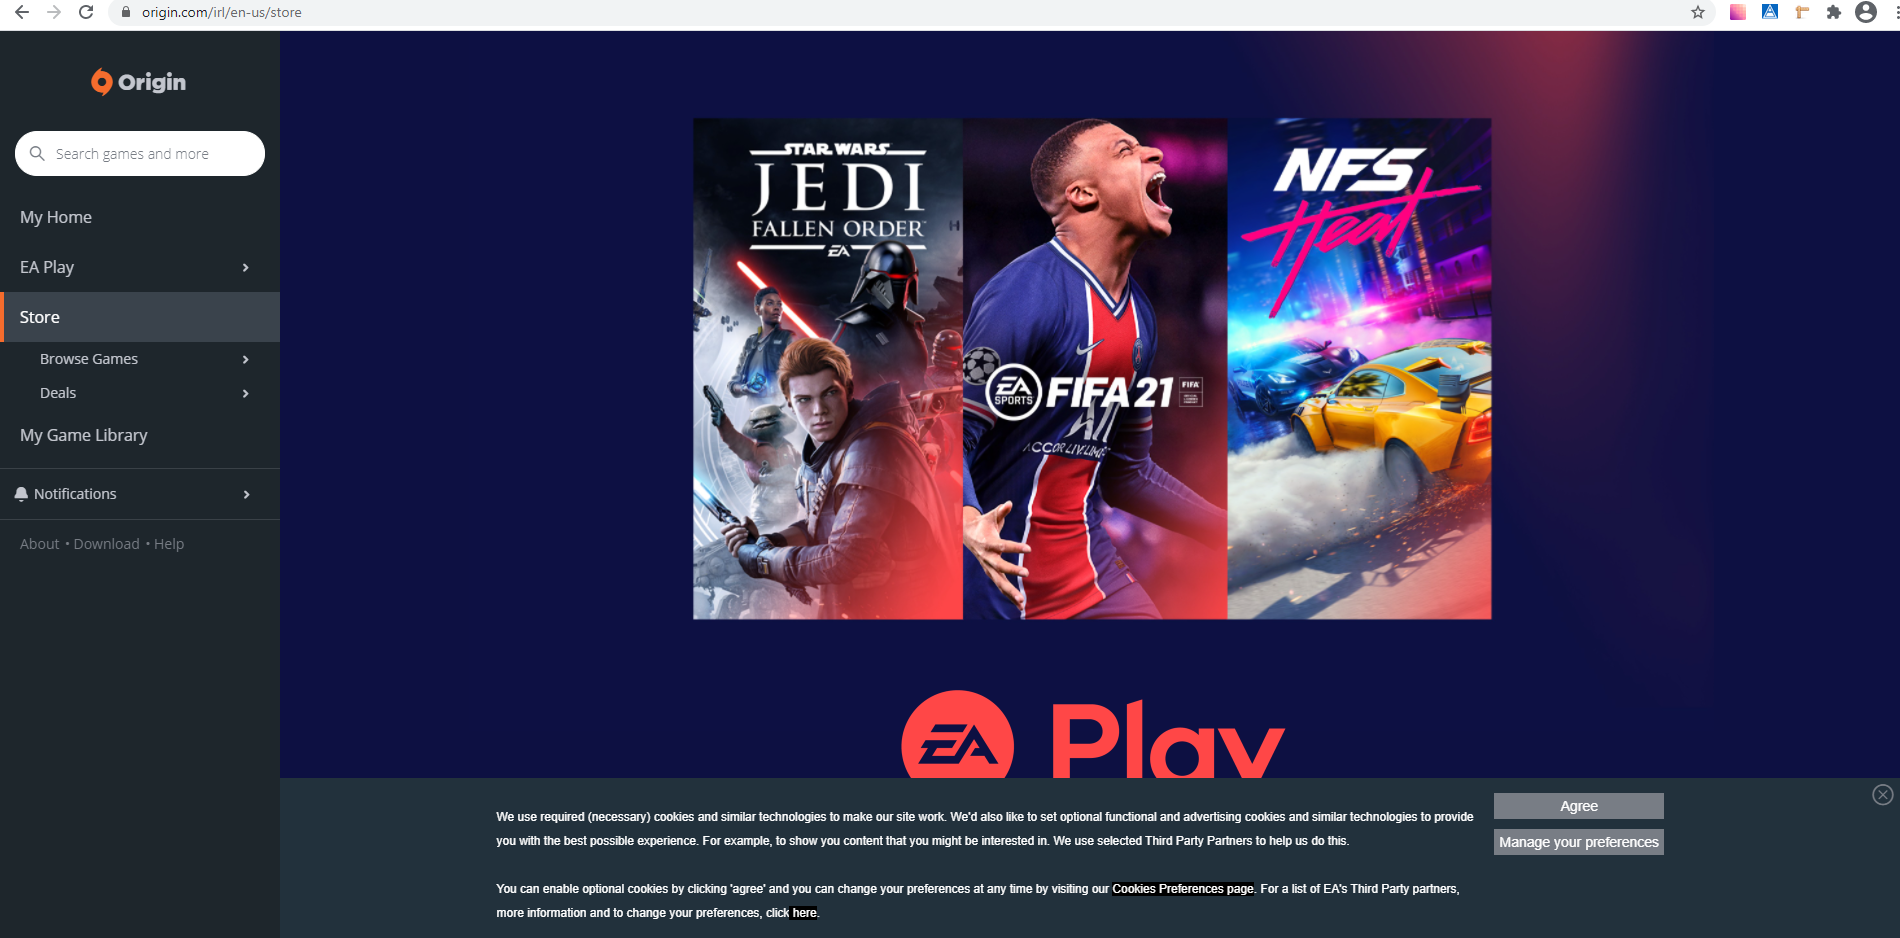 origin.com/irl/en-us/store
Origin
Search games and more
My Home
EA Play
Store
Browse Games
Deals
My Game Library
Notifications
About • Download • Help
STAR WARS
JEDI
FALLEN ORDER
EA
EA
SPORTS
FIFA 21
FIFA
ACCOR LIVE LIMITLESS
NFS
Heat
EA Play
We use required (necessary) cookies and similar technologies to make our site work. We'd also like to set optional functional and advertising cookies and similar technologies to provide
you with the best possible experience. For example, to show you content that you might be interested in. We use selected Third Party Partners to help us do this.
You can enable optional cookies by clicking 'agree' and you can change your preferences at any time by visiting our Cookies Preferences page. For a list of EA's Third Party partners,
more information and to change your preferences, click here.
Agree
Manage your preferences